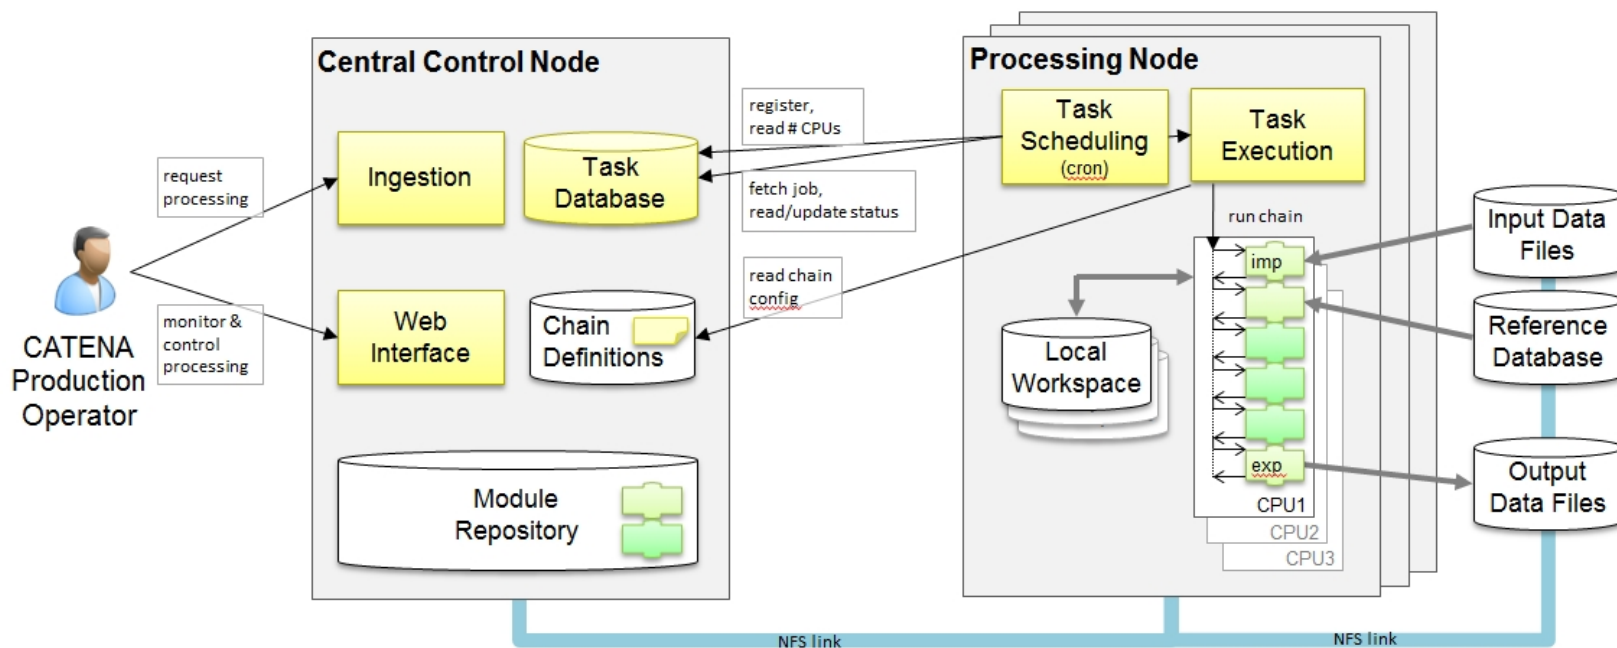 Central Control Node
Processing Node
register,
read # CPUs
Task
Scheduling
(cron)
Task
Execution
request
processing
Ingestion
Task
Database
fetch job,
read/update status
run chain
Input Data
Files
imp
CATENA
Production
Operator
monitor &
control
processing
Web
Interface
Chain
Definitions
read chain
config
Local
Workspace
Reference
Database
exp
Output
Data Files
Module
Repository
CPU1
CPU2
CPU3
NFS link
NFS link